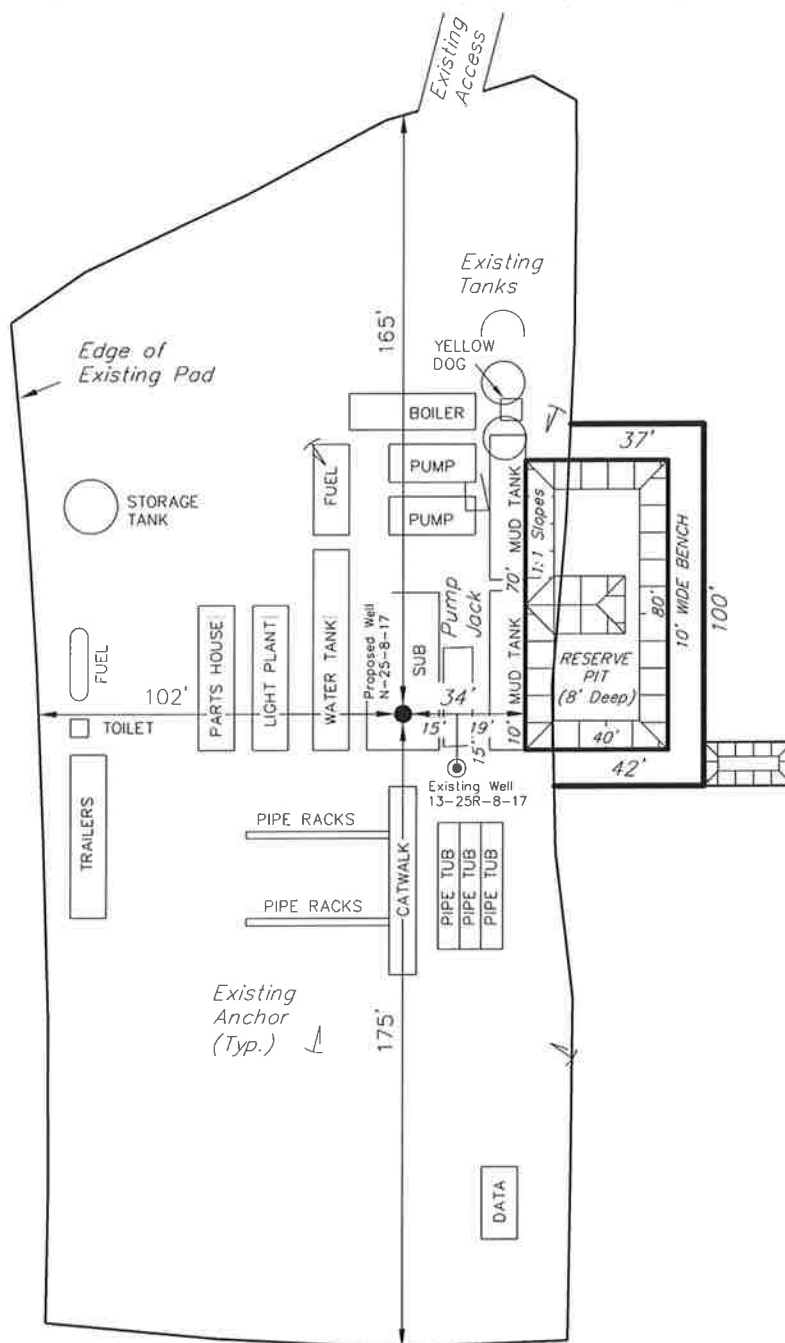 Existing
Access
Existing
Tanks
165'
YELLOW
DOG
Edge of
Existing Pad
BOILER
37'
PUMP
FUEL
STORAGE
TANK
PUMP
MUD TANK
1:1 Slopes
70'
80'
10' WIDE BENCH
100'
Pump
Jack
PARTS HOUSE
LIGHT PLANT
WATER TANK
Proposed Well
N-25-8-17
SUB
MUD TANK
RESERVE
PIT
(8' Deep)
FUEL
102'
34'
TOILET
15'
19'
10'
40'
15'
42'
Existing Well
13-25R-8-17
TRAILERS
PIPE RACKS
CATWALK
PIPE TUB
PIPE TUB
PIPE TUB
PIPE RACKS
Existing
Anchor
(Typ.)
175'
DATA